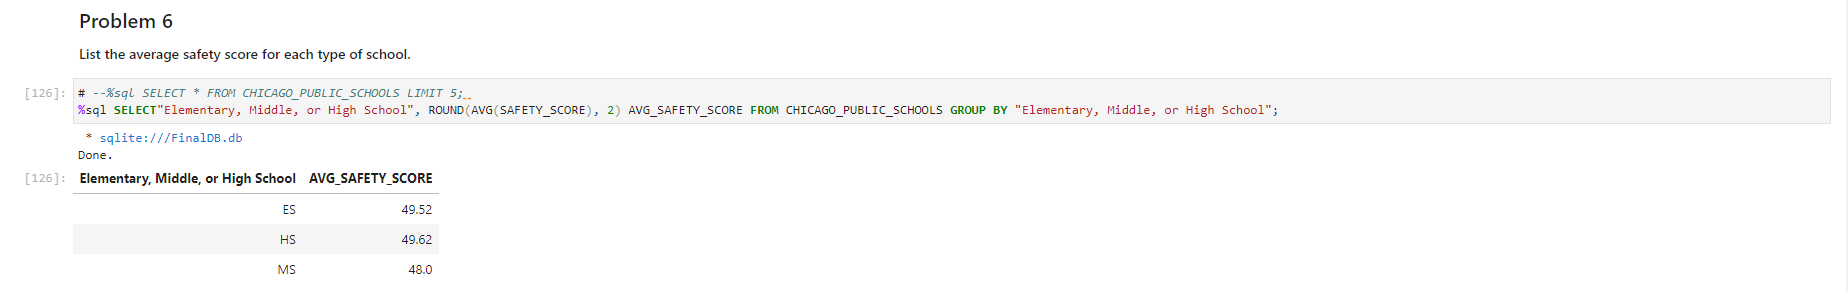 Problem 6
List the average safety score for each type of school.
[126]: # --%sql SELECT * FROM CHICAGO_PUBLIC_SCHOOLS LIMIT 5;
%sql SELECT"Elementary, Middle, or High School", ROUND(AVG(SAFETY_SCORE), 2) AVG_SAFETY_SCORE FROM CHICAGO_PUBLIC_SCHOOLS GROUP BY "Elementary, Middle, or High School";
* sqlite:///FinalDB.db
Done.
[126]: Elementary, Middle, or High School AVG_SAFETY_SCORE
ES 49.52
HS 49.62
MS 48.0